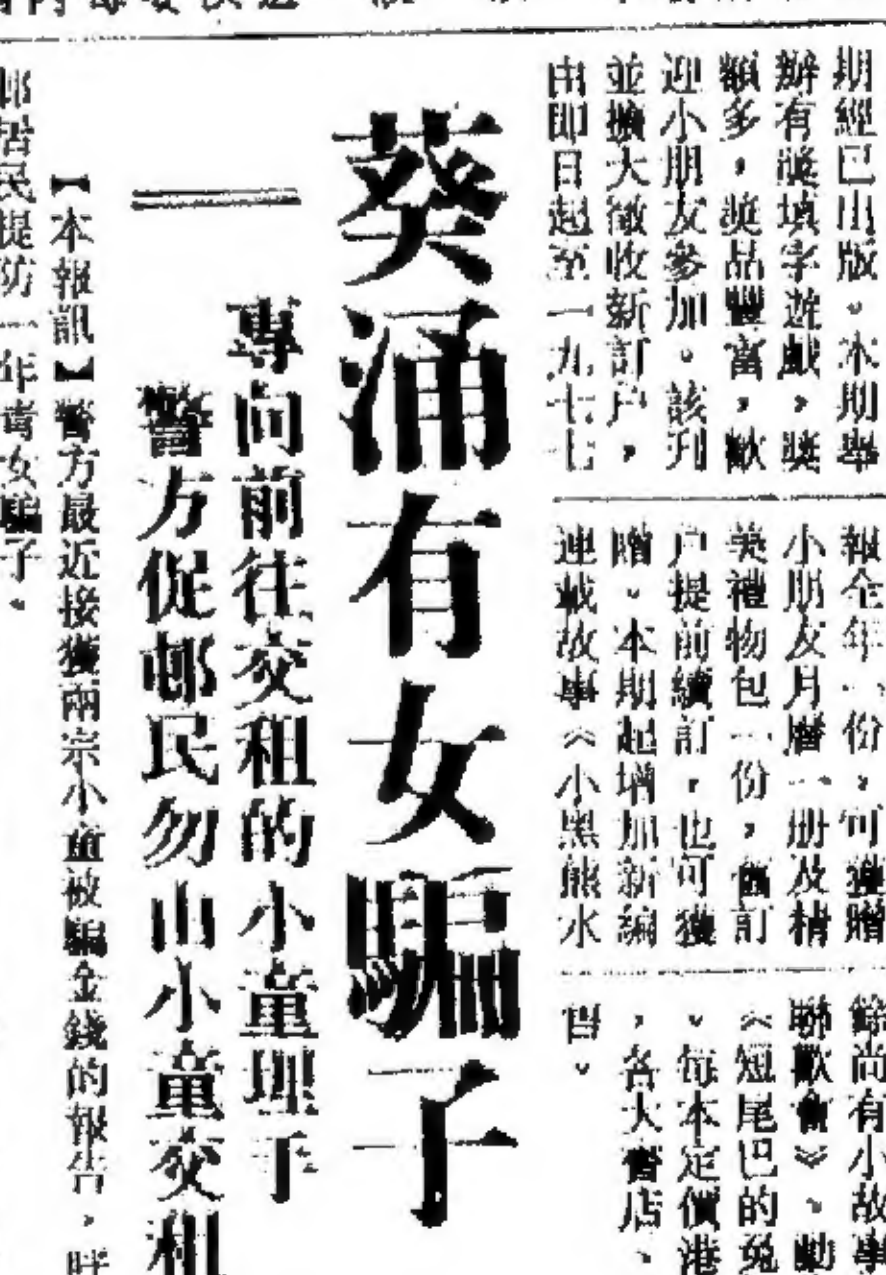 期經已出版。本期舉
辦有獎填字遊戲，獎
額多，獎品豐富，歡
迎小朋友參加。該刊
並擴大徵收新訂户，
由即日起至一九七七
報全年一份，可獲贈
小朋友月曆一册及精
美禮物包一份，舊訂
户提前續訂，也可獲
贈。本期起增加新編
連載故事《小黑熊水
餘尚有小故事
聯歡會》、動
《短尾巴的兔
。每本定價港
，各大書店、
售。
葵涌有女騙子
專向前往交租的小童埋手
警方促邨民勿由小童交租
【本報訊】警方最近接獲兩宗小童被騙金錢的報告，呼
邨居民提防一年靑女騙子。